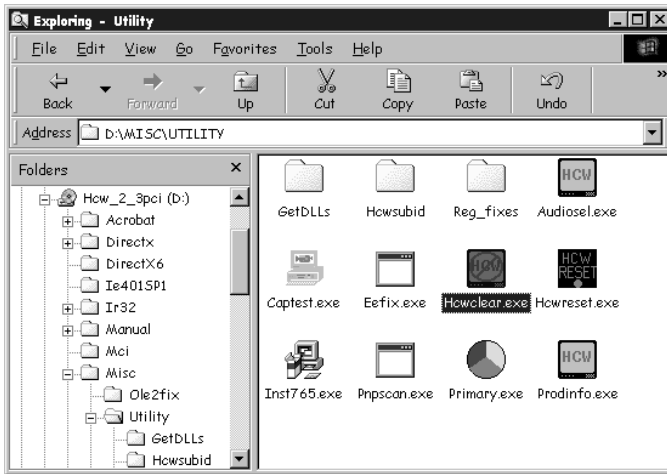 Exploring - Utility
File Edit View Go Favorites Tools Help
Back Forward Up Cut Copy Paste Undo »
Address D:\MISC\UTILITY
Folders
Hcw_2_3pci (D:)
Acrobat
Directx
DirectX6
Ie401SP1
Ir32
Manual
Mci
Misc
Ole2fix
Utility
GetDLLs
Hcwsubid
HCW
GetDLLs Hcwsubid Reg_fixes Audiosel.exe
HCW HCW RESET
Captest.exe Eefix.exe Hcwclear.exe Hcwreset.exe
HCW
Inst765.exe Pnpscan.exe Primary.exe Prodinfo.exe